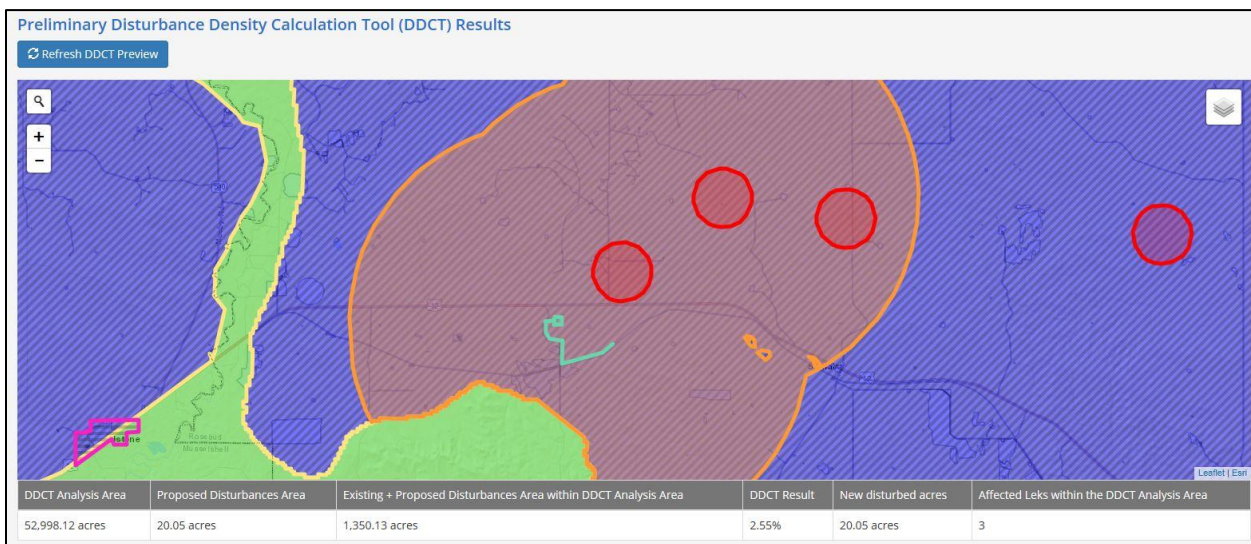 Preliminary Disturbance Density Calculation Tool (DDCT) Results
Refresh DDCT Preview
+
−
Rosebud
Musselshell
Leaflet | Esri
DDCT Analysis Area Proposed Disturbances Area Existing + Proposed Disturbances Area within DDCT Analysis Area DDCT Result New disturbed acres Affected Leks within the DDCT Analysis Area
52,998.12 acres 20.05 acres 1,350.13 acres 2.55% 20.05 acres 3